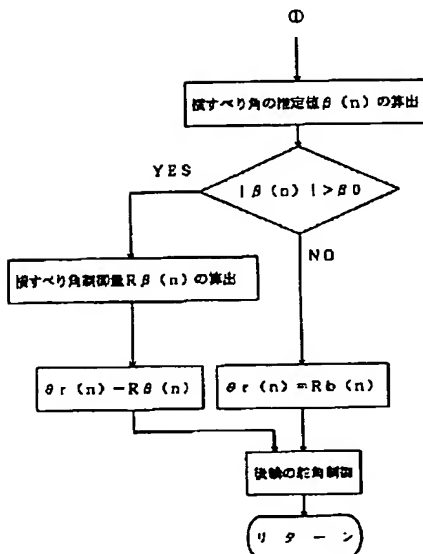 ①
横すべり角の推定値β(n)の算出
YES
|β(n)|>β0
NO
横すべり角制御量Rβ(n)の算出
θr(n)=Rβ(n)
θr(n)=Rb(n)
後輪の舵角制御
リターン